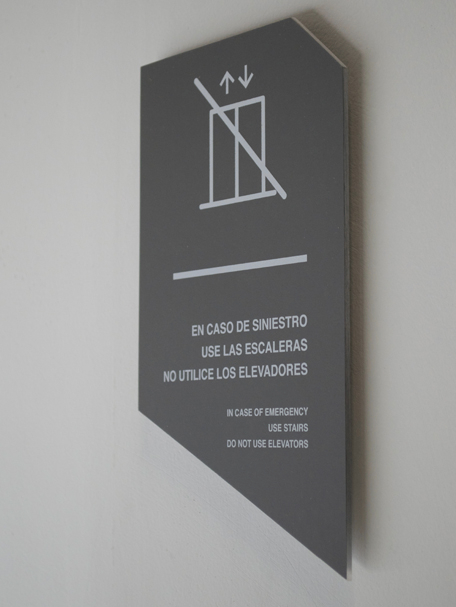 EN CASO DE SINIESTRO
USE LAS ESCALERAS
NO UTILICE LOS ELEVADORES
IN CASE OF EMERGENCY
USE STAIRS
DO NOT USE ELEVATORS